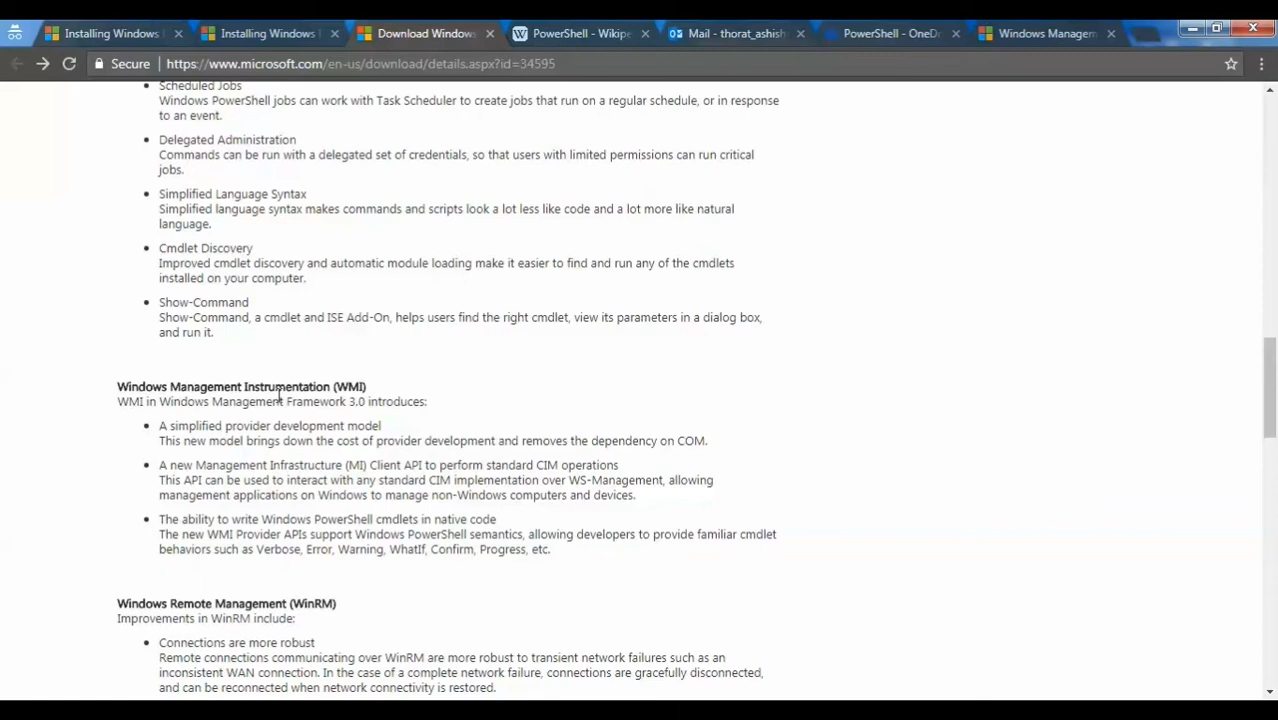 Installing Windows
Installing Windows
Download Windows
PowerShell - Wikipe
Mail - thorat_ashish
PowerShell - OneDr
Windows Managem
Secure
https://www.microsoft.com/en-us/download/details.aspx?id=34595
Scheduled Jobs
Windows PowerShell jobs can work with Task Scheduler to create jobs that run on a regular schedule, or in response
to an event.
Delegated Administration
Commands can be run with a delegated set of credentials, so that users with limited permissions can run critical
jobs.
Simplified Language Syntax
Simplified language syntax makes commands and scripts look a lot less like code and a lot more like natural
language.
Cmdlet Discovery
Improved cmdlet discovery and automatic module loading make it easier to find and run any of the cmdlets
installed on your computer.
Show-Command
Show-Command, a cmdlet and ISE Add-On, helps users find the right cmdlet, view its parameters in a dialog box,
and run it.
Windows Management Instrumentation (WMI)
WMI in Windows Management Framework 3.0 introduces:
A simplified provider development model
This new model brings down the cost of provider development and removes the dependency on COM.
A new Management Infrastructure (MI) Client API to perform standard CIM operations
This API can be used to interact with any standard CIM implementation over WS-Management, allowing
management applications on Windows to manage non-Windows computers and devices.
The ability to write Windows PowerShell cmdlets in native code
The new WMI Provider APIs support Windows PowerShell semantics, allowing developers to provide familiar cmdlet
behaviors such as Verbose, Error, Warning, WhatIf, Confirm, Progress, etc.
Windows Remote Management (WinRM)
Improvements in WinRM include:
Connections are more robust
Remote connections communicating over WinRM are more robust to transient network failures such as an
inconsistent WAN connection. In the case of a complete network failure, connections are gracefully disconnected,
and can be reconnected when network connectivity is restored.